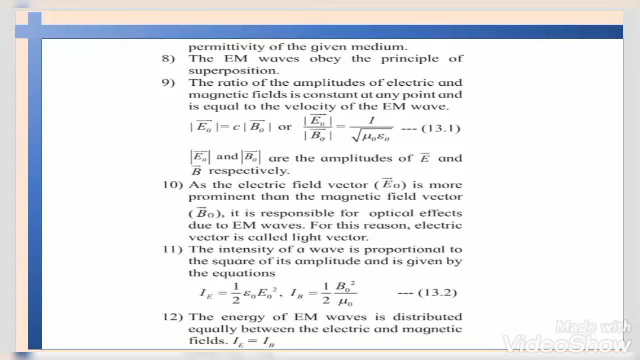 permittivity of the given medium.
8) The EM waves obey the principle of
superposition.
9) The ratio of the amplitudes of electric and
magnetic fields is constant at any point and
is equal to the velocity of the EM wave.
|E₀⃗| = c |B₀⃗| or |E₀⃗| / |B₀⃗| = 1 / √(μ₀ε₀) --- (13.1)
|E₀⃗| and |B₀⃗| are the amplitudes of E⃗ and
B⃗ respectively.
10) As the electric field vector (E⃗₀) is more
prominent than the magnetic field vector
(B⃗₀), it is responsible for optical effects
due to EM waves. For this reason, electric
vector is called light vector.
11) The intensity of a wave is proportional to
the square of its amplitude and is given by
the equations
I_E = 1/2 ε₀E₀², I_B = 1/2 B₀²/μ₀ --- (13.2)
12) The energy of EM waves is distributed
equally between the electric and magnetic
fields. I_E = I_B
Made with
VideoShow